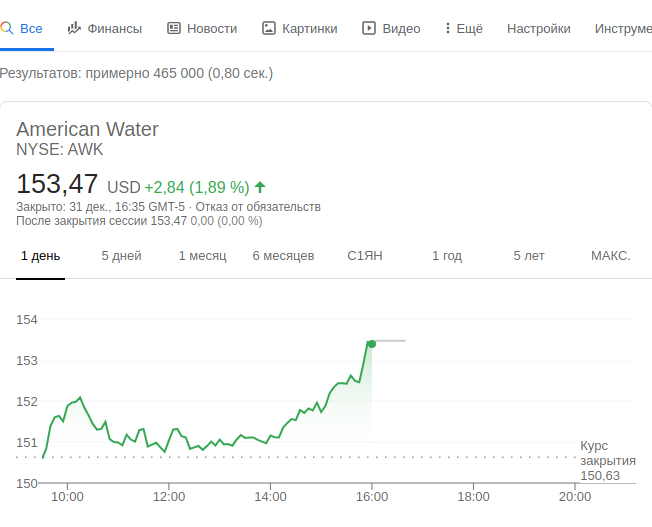 Все Финансы Новости Картинки Видео Ещё Настройки Инструме
Результатов: примерно 465 000 (0,80 сек.)
American Water
NYSE: AWK
153,47 USD +2,84 (1,89 %)
Закрыто: 31 дек., 16:35 GMT-5 · Отказ от обязательств
После закрытия сессии 153,47 0,00 (0,00 %)
1 день 5 дней 1 месяц 6 месяцев С1ЯН 1 год 5 лет МАКС.
154
153
152
151
150
Курс
закрытия
150,63
10:00 12:00 14:00 16:00 18:00 20:00